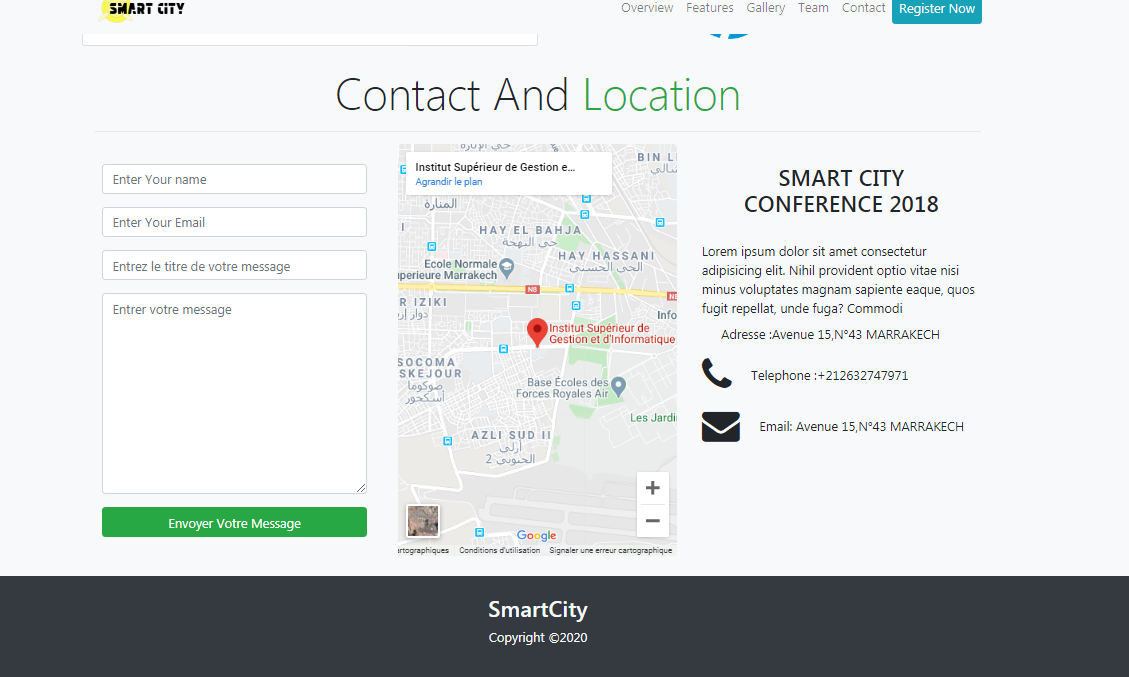 SMART CITY
Overview Features Gallery Team Contact Register Now
Contact And Location
Enter Your name
Enter Your Email
Entrez le titre de votre message
Entrer votre message
Envoyer Votre Message
Institut Supérieur de Gestion e...
Agrandir le plan
BIN L
المنارة
HAY EL BAHJA
حي البهجة
HAY HASSANI
الحي الحسني
Ecole Normale
uperieure Marrakech
N8
N
R IZIKI
دوار إز
Info
Institut Supérieur de
Gestion et d'Informatique
SOCOMA
SKEJOUR
صوكوما
أسكجور
Base Écoles des
Forces Royales Air
Les Jardi
AZLI SUD II
أزلي
الجنوبي 2
+
−
Google
artographiques Conditions d'utilisation Signaler une erreur cartographique
SMART CITY
CONFERENCE 2018
Lorem ipsum dolor sit amet consectetur
adipisicing elit. Nihil provident optio vitae nisi
minus voluptates magnam sapiente eaque, quos
fugit repellat, unde fuga? Commodi
Adresse :Avenue 15,N°43 MARRAKECH
Telephone :+212632747971
Email: Avenue 15,N°43 MARRAKECH
SmartCity
Copyright ©2020